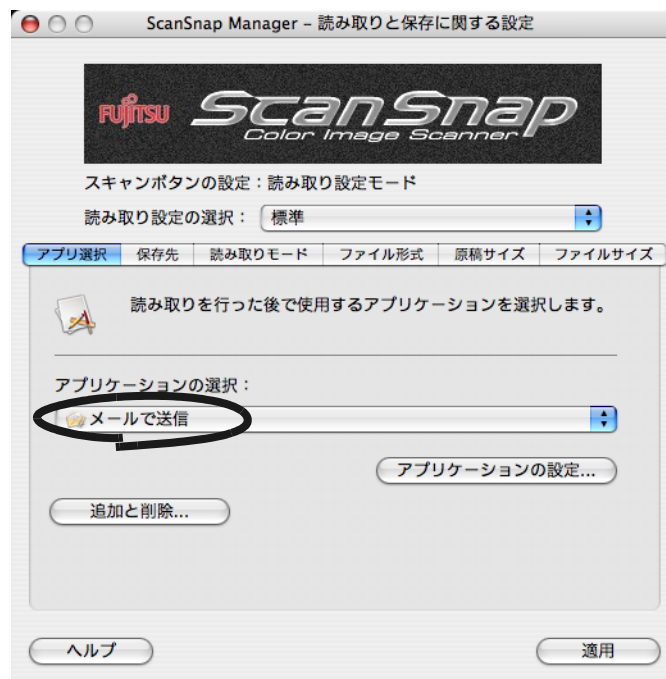 ScanSnap Manager – 読み取りと保存に関する設定
FUJITSU ScanSnap
Color Image Scanner
スキャンボタンの設定：読み取り設定モード
読み取り設定の選択： 標準
アプリ選択 保存先 読み取りモード ファイル形式 原稿サイズ ファイルサイズ
読み取りを行った後で使用するアプリケーションを選択します。
アプリケーションの選択：
メールで送信
アプリケーションの設定...
追加と削除...
ヘルプ 適用